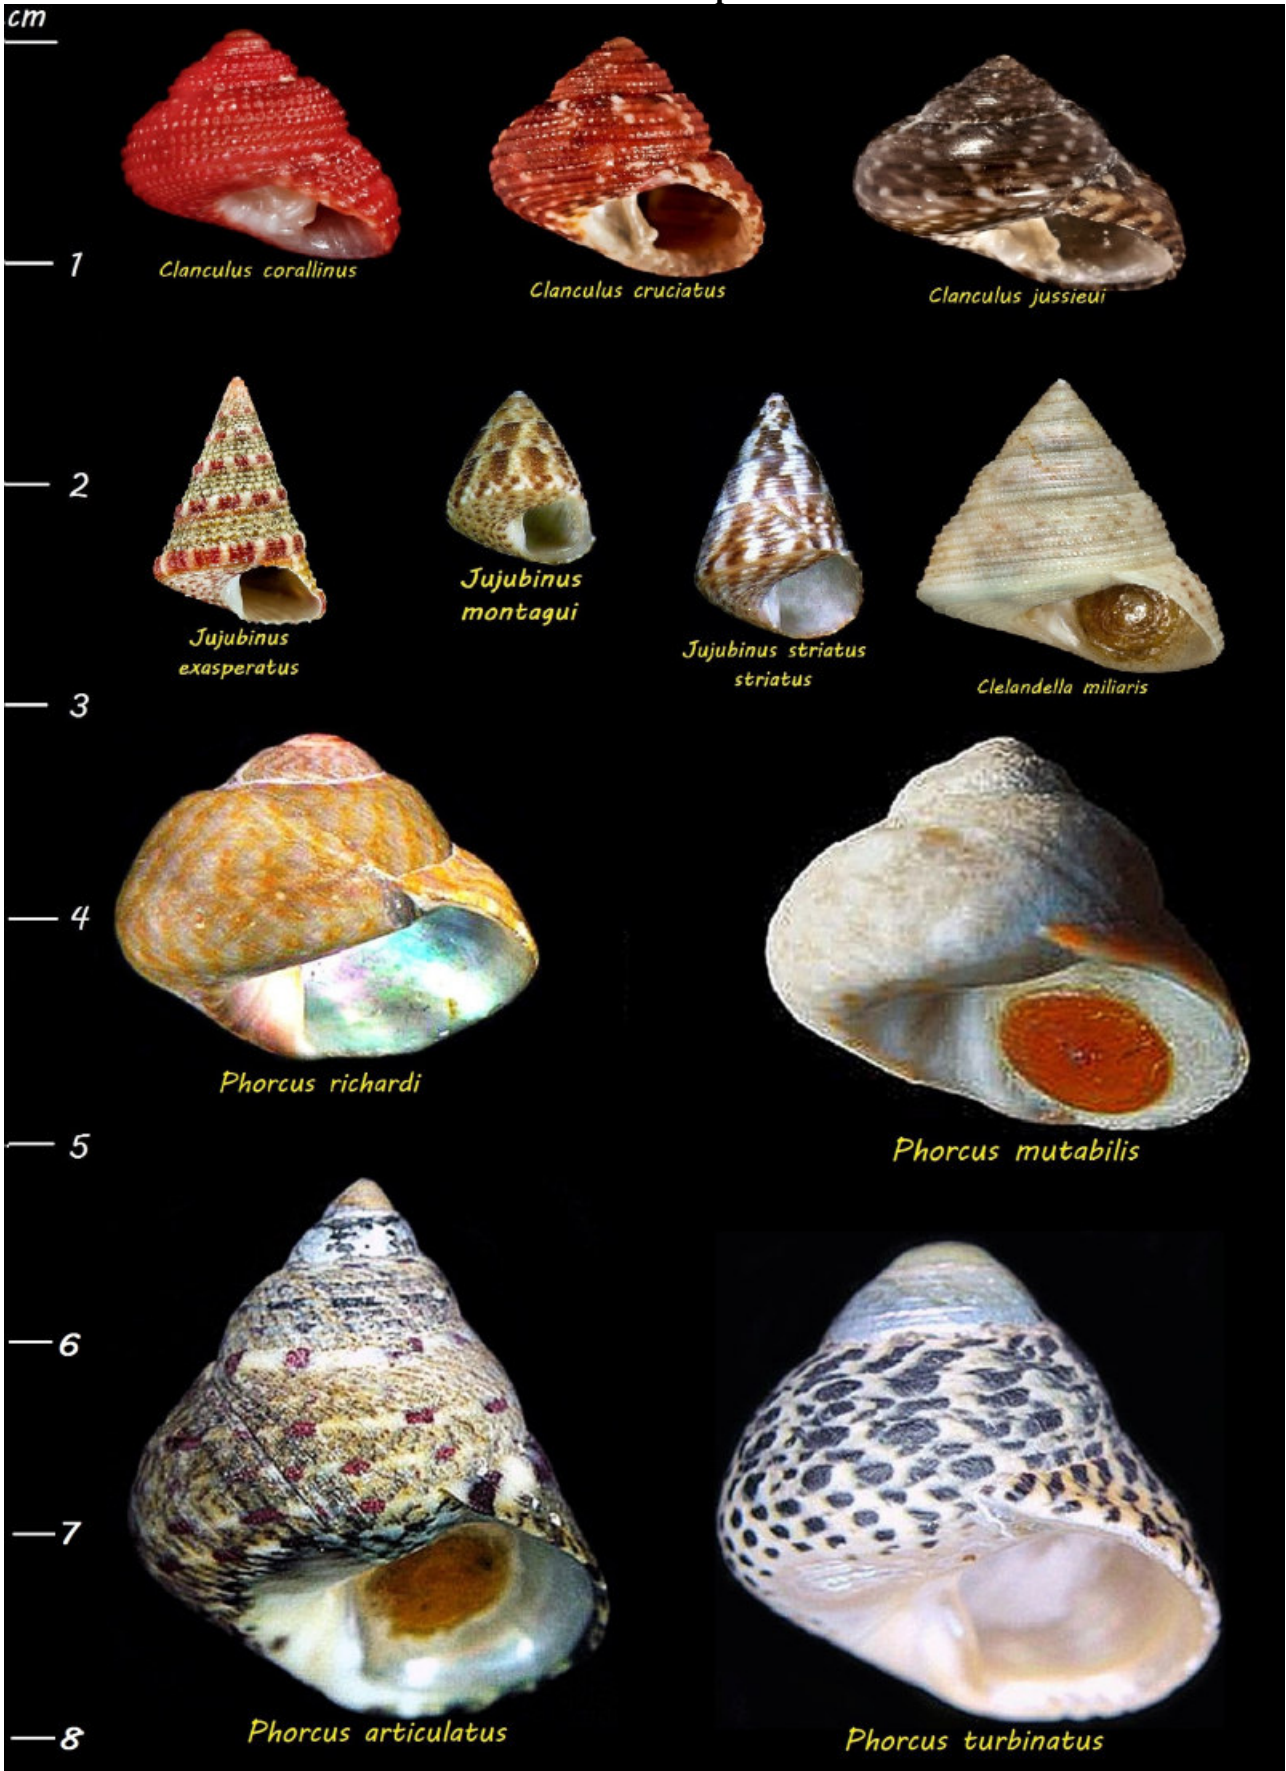 cm
Clanculus corallinus
Clanculus cruciatus
Clanculus jussieui
1
2
Jujubinus
exasperatus
Jujubinus
montagui
Jujubinus striatus
striatus
Clelandella miliaris
3
4
Phorcus richardi
Phorcus mutabilis
5
6
7
Phorcus articulatus
Phorcus turbinatus
8